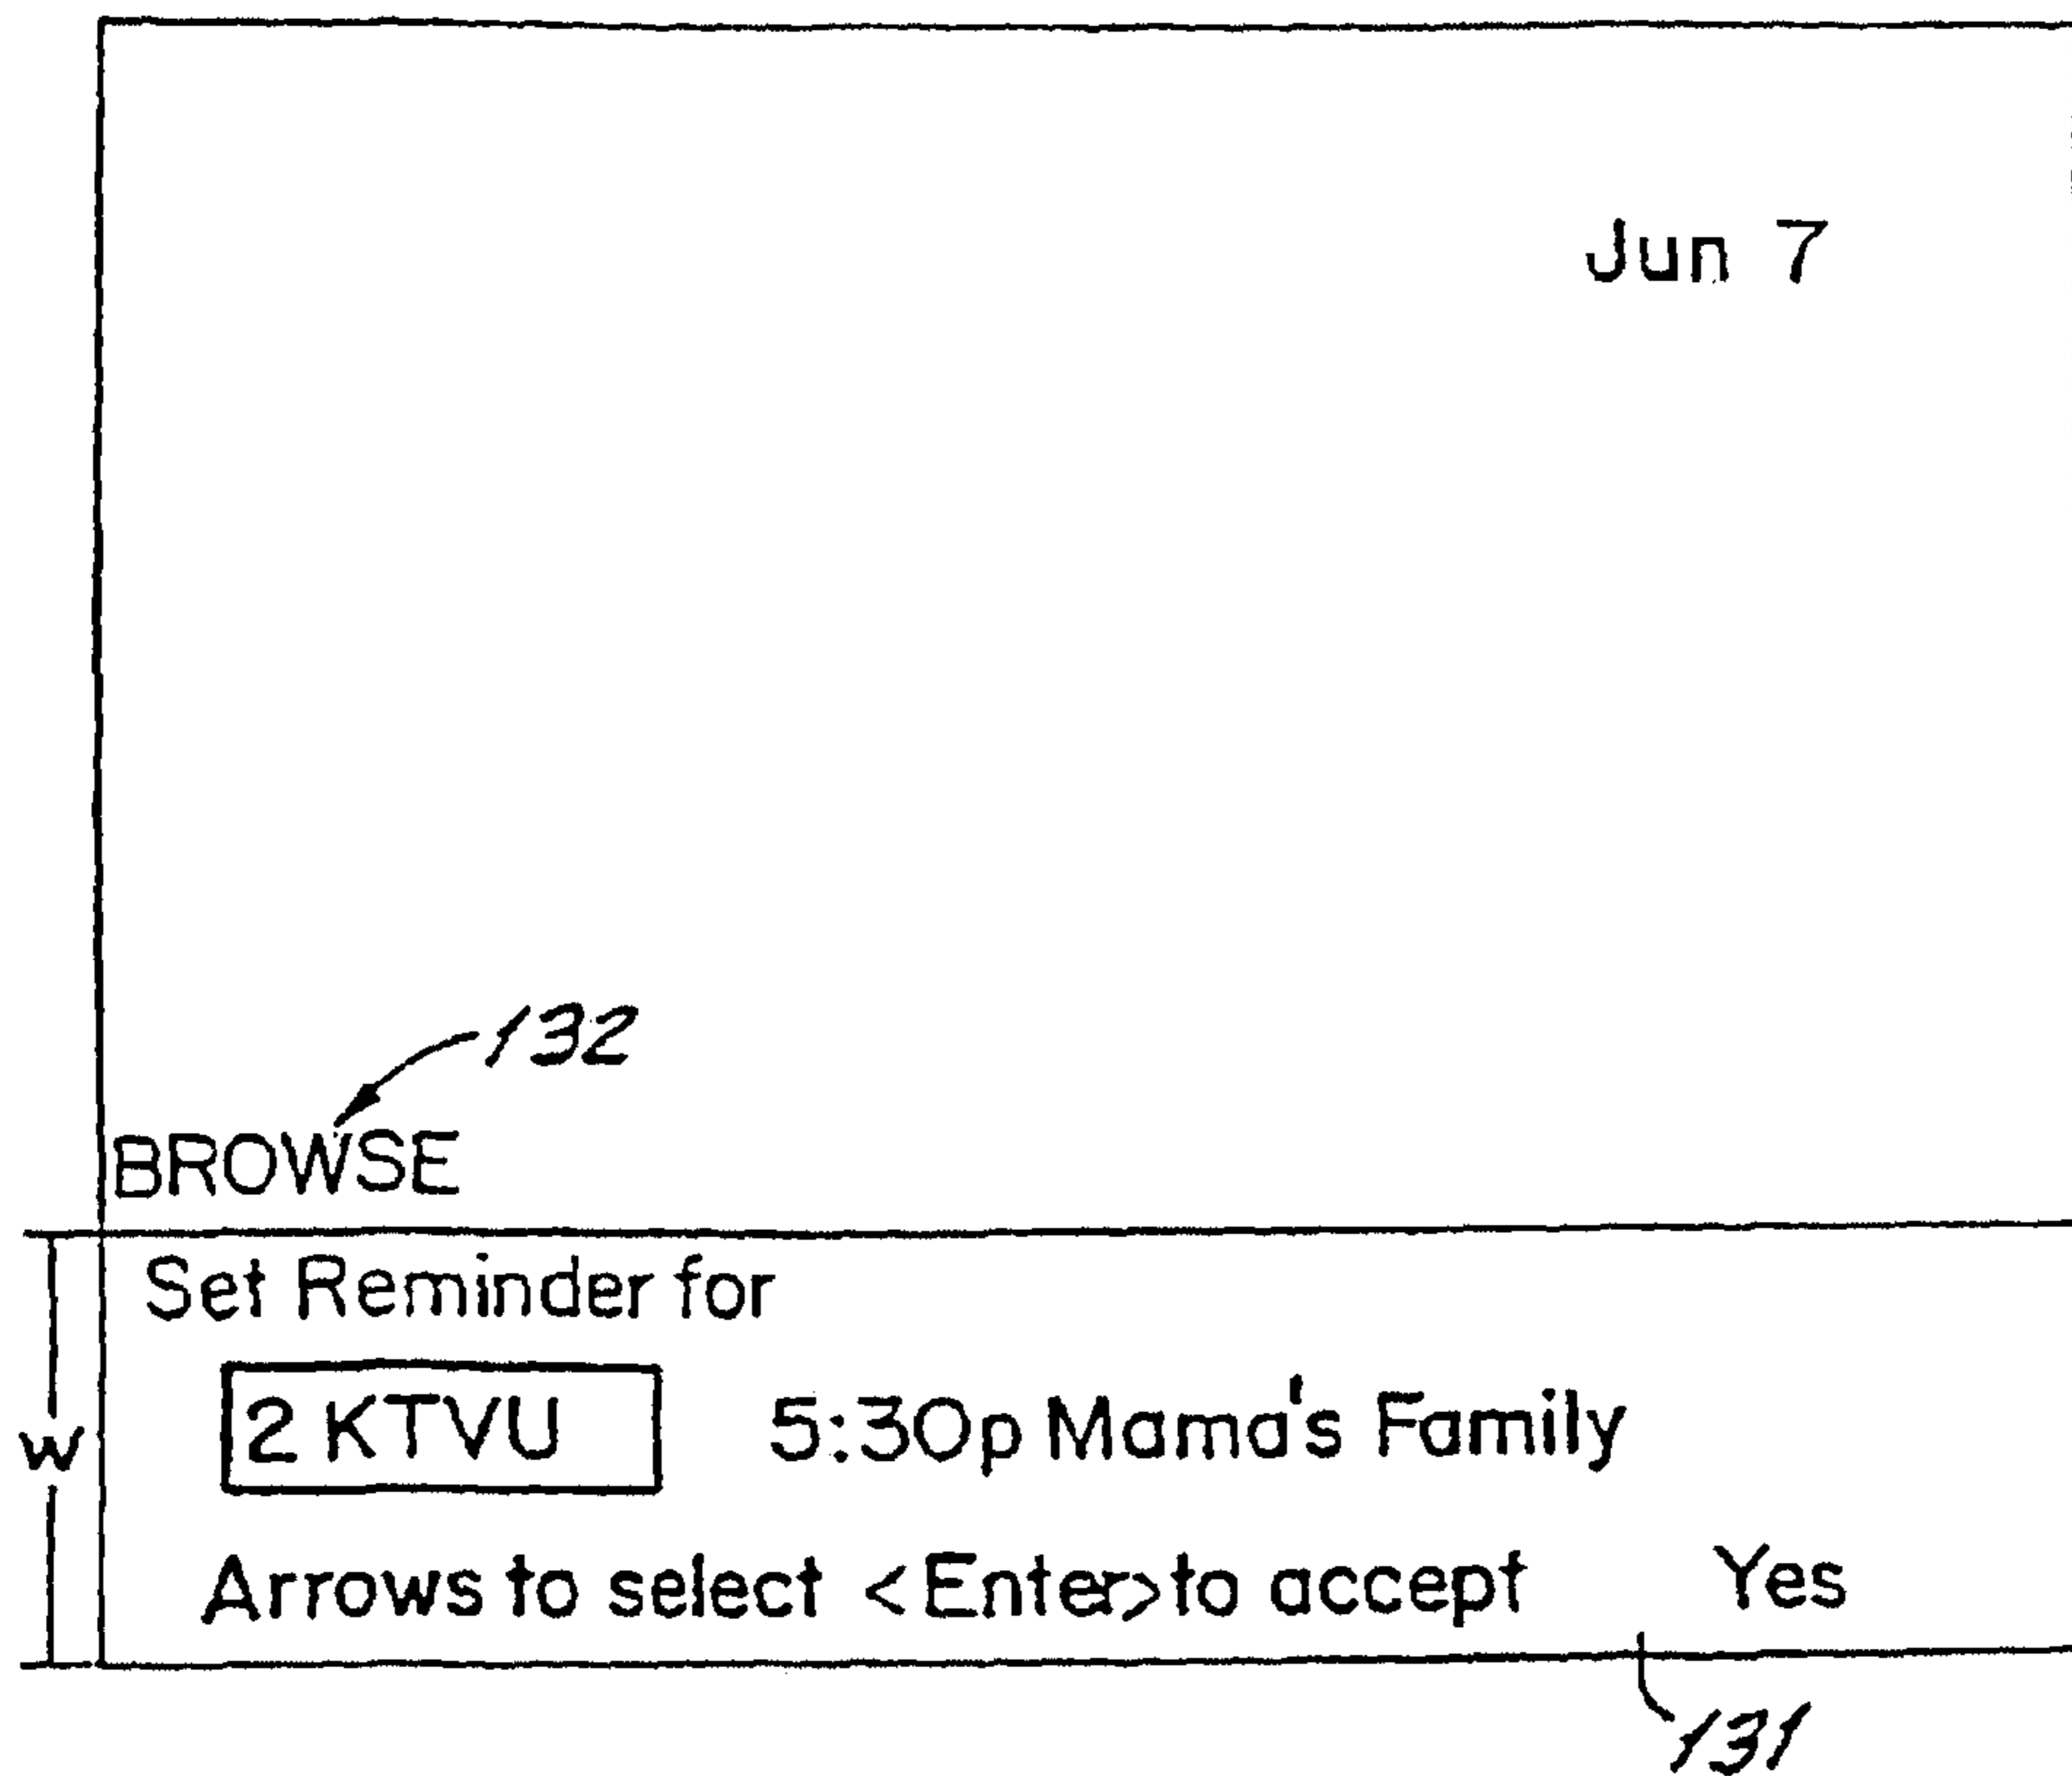 Jun 7
132
BROWSE
Set Reminder for
2 KTVU 5:30p Mama's Family
w
Arrows to select <Enter> to accept Yes
131